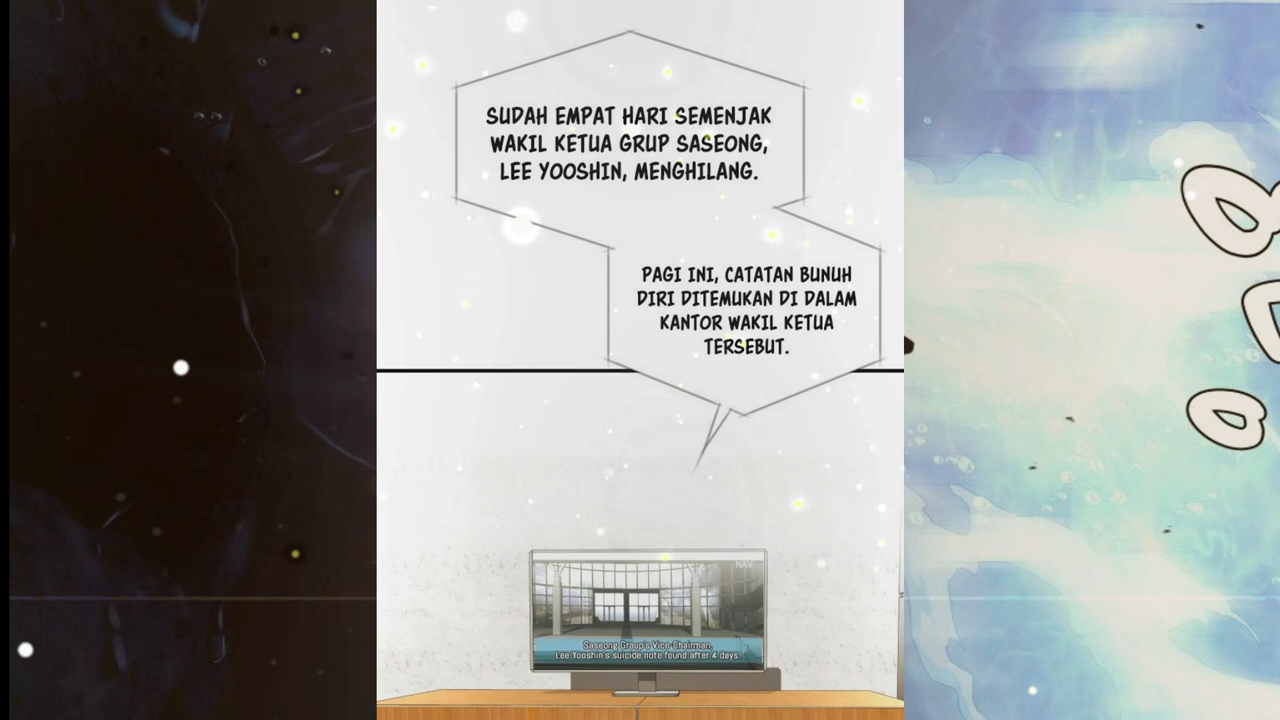 SUDAH EMPAT HARI SEMENJAK
WAKIL KETUA GRUP SASEONG,
LEE YOOSHIN, MENGHILANG.
PAGI INI, CATATAN BUNUH
DIRI DITEMUKAN DI DALAM
KANTOR WAKIL KETUA
TERSEBUT.
NAV
Saseong Group's Vice-Chairman,
Lee Yooshin's suicide note found after 4 days.